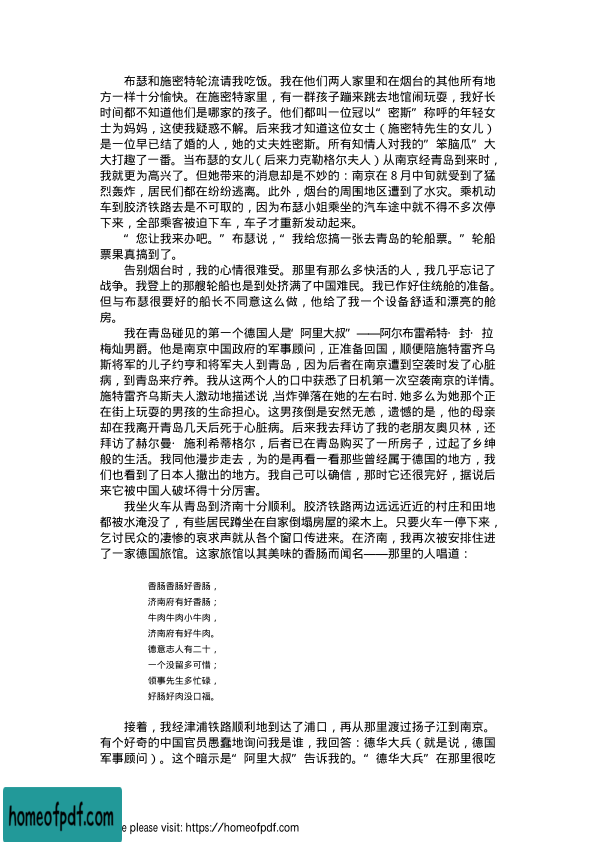 布瑟和施密特轮流请我吃饭。我在他们两人家里和在烟台的其他所有地
方一样十分愉快。在施密特家里，有一群孩子蹦来跳去地馆闹玩耍，我好长
时间都不知道他们是哪家的孩子。他们都叫一位冠以“密斯”称呼的年轻女
士为妈妈，这使我疑惑不解。后来我才知道这位女士（施密特先生的女儿）
是一位早已结了婚的人，她的丈夫姓密斯。所有知情人对我的“笨脑瓜”大
大打趣了一番。当布瑟的女儿（后来力克勒格尔夫人）从南京经青岛到来时，
我就更为高兴了。但她带来的消息却是不妙的：南京在 8 月中旬就受到了猛
烈轰炸，居民们都在纷纷逃离。此外，烟台的周围地区遭到了水灾。乘机动
车到胶济铁路去是不可取的，因为布瑟小姐乘坐的汽车途中就不得不多次停
下来，全部乘客被迫下车，车子才重新发动起来。
“您让我来办吧。”布瑟说，“我给您搞一张去青岛的轮船票。”轮船
票果真搞到了。
告别烟台时，我的心情很难受。那里有那么多快活的人，我几乎忘记了
战争。我登上的那艘轮船也是到处挤满了中国难民。我已作好住统舱的准备。
但与布瑟很要好的船长不同意这么做，他给了我一个设备舒适和漂亮的舱
房。
我在青岛碰见的第一个德国人是“阿里大叔”——阿尔布雷希特·封·拉
梅灿男爵。他是南京中国政府的军事顾问，正准备回国，顺便陪施特雷齐乌
斯将军的儿子约亨和将军夫人到青岛，因为后者在南京遭到空袭时发了心脏
病，到青岛来疗养。我从这两个人的口中获悉了日机第一次空袭南京的详情。
施特雷齐乌斯夫人激动地描述说，当炸弹落在她的左右时．她多么为她那个正
在街上玩耍的男孩的生命担心。这男孩倒是安然无恙，遗憾的是，他的母亲
却在我离开青岛几天后死于心脏病。后来我去拜访了我的老朋友奥贝林，还
拜访了赫尔曼·施利希蒂格尔，后者已在青岛购买了一所房子，过起了乡绅
般的生活。我同他漫步走去，为的是再看一看那些曾经属于德国的地方，我
们也看到了日本人撤出的地方。我自己可以确信，那时它还很完好，据说后
来它被中国人破坏得十分厉害。
我坐火车从青岛到济南十分顺利。胶济铁路两边远远近近的村庄和田地
都被水淹没了，有些居民蹲坐在自家倒塌房屋的梁木上。只要火车一停下来，
乞讨民众的凄惨的哀求声就从各个窗口传进来。在济南，我再次被安排住进
了一家德国旅馆。这家旅馆以其美味的香肠而闻名——那里的人唱道：
香肠香肠好香肠，
济南府有好香肠；
牛肉牛肉小牛肉，
济南府有好牛肉。
德意志人有二十，
一个没留多可惜；
领事先生多忙碌，
好肠好肉没口福。
接着，我经津浦铁路顺利地到达了浦口，再从那里渡过扬子江到南京。
有个好奇的中国官员愚蠢地询问我是谁，我回答：德华大兵（就是说，德国
军事顾问）。这个暗示是“阿里大叔”告诉我的。“德华大兵”在那里很吃
homeofpdf.com
e please visit: https://homeofpdf.com